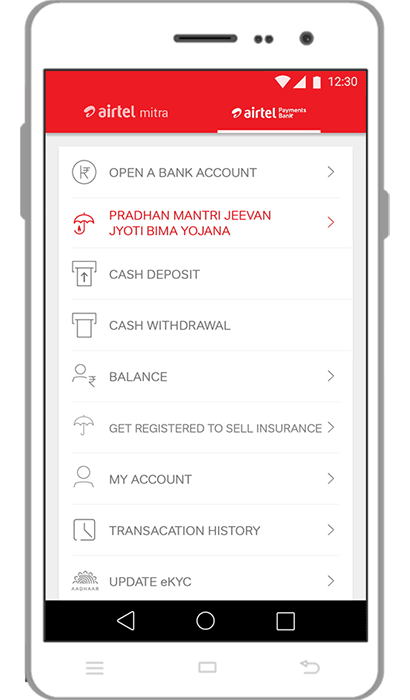 12:30
airtel mitra
airtel Payments Bank
OPEN A BANK ACCOUNT
PRADHAN MANTRI JEEVAN
JYOTI BIMA YOJANA
CASH DEPOSIT
CASH WITHDRAWAL
BALANCE
GET REGISTERED TO SELL INSURANCE
MY ACCOUNT
TRANSACATION HISTORY
AADHAAR
UPDATE eKYC